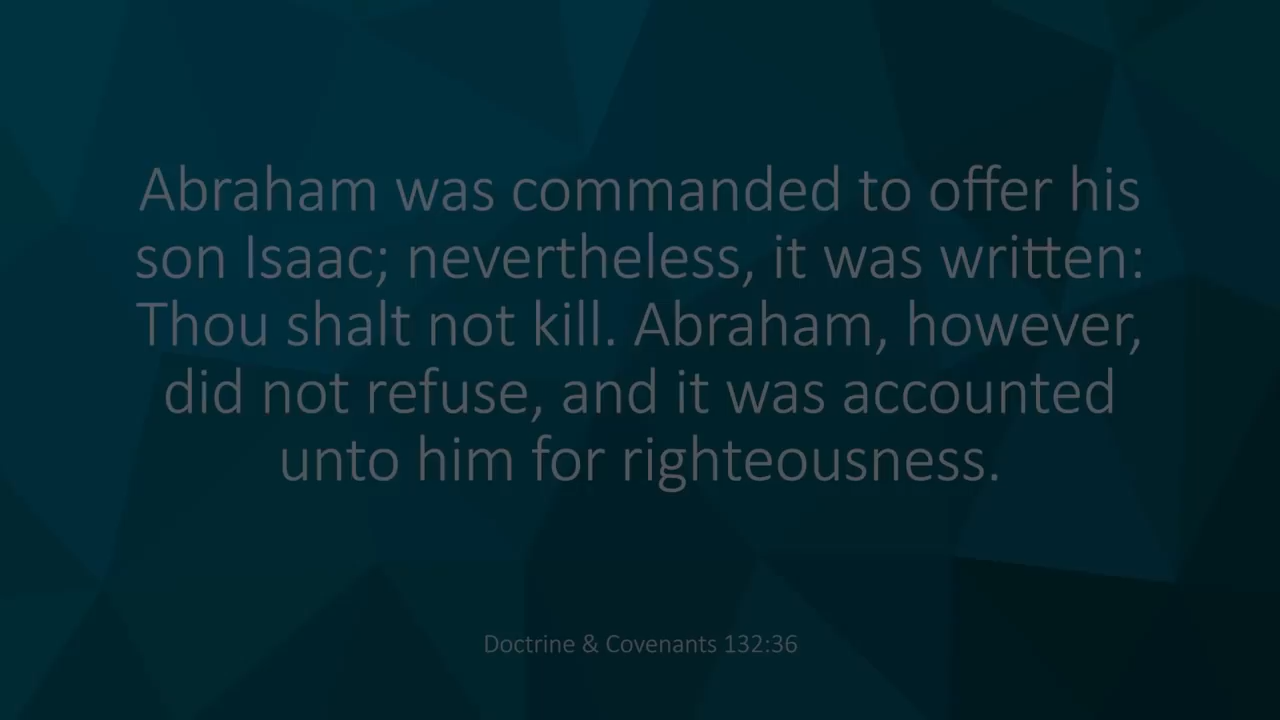 Abraham was commanded to offer his
son Isaac; nevertheless, it was written:
Thou shalt not kill. Abraham, however,
did not refuse, and it was accounted
unto him for righteousness.
Doctrine & Covenants 132:36